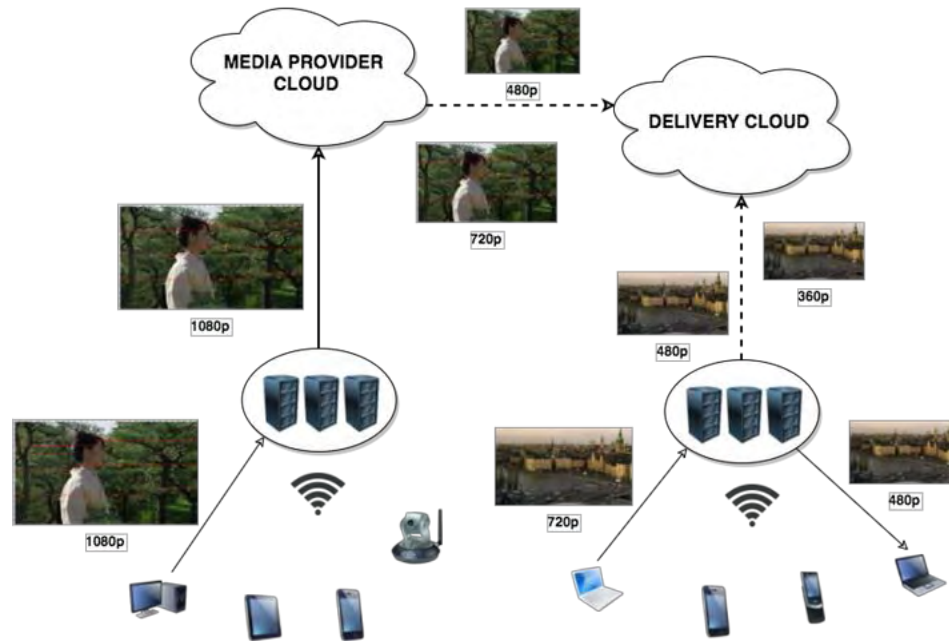 MEDIA PROVIDER
CLOUD
480p
DELIVERY CLOUD
720p
1080p
360p
480p
1080p
720p
480p